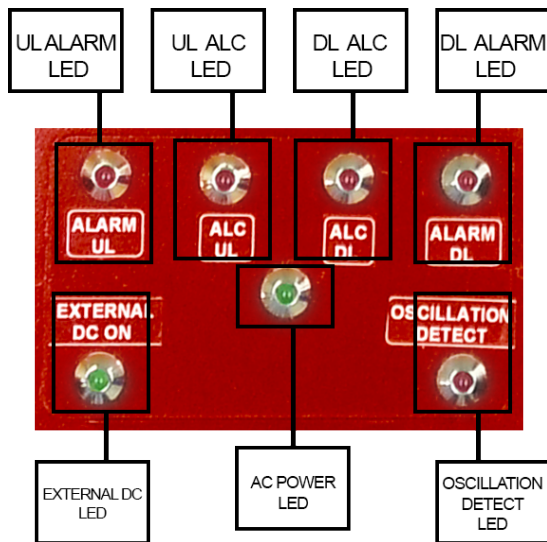 UL ALARM
LED
UL ALC
LED
DL ALC
LED
DL ALARM
LED
ALARM
UL
ALC
UL
ALC
DL
ALARM
DL
EXTERNAL
DC ON
OSCILLATION
DETECT
EXTERNAL DC
LED
AC POWER
LED
OSCILLATION
DETECT
LED